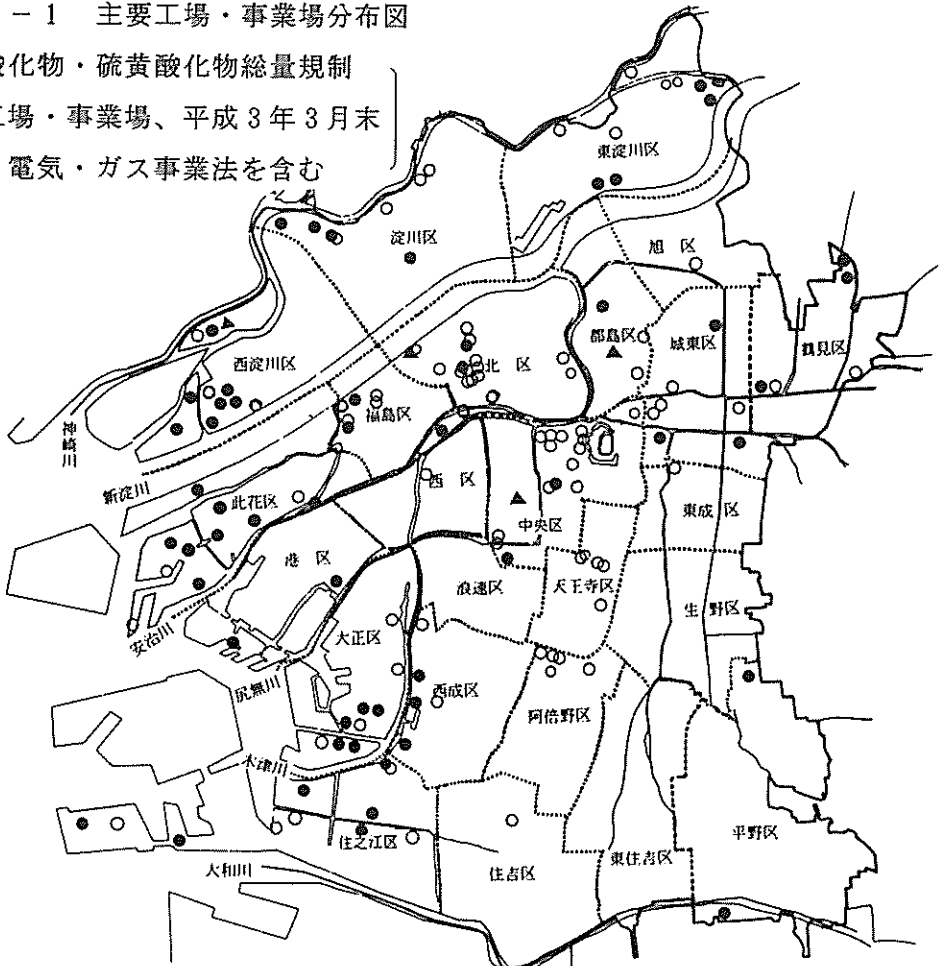 －1　主要工場・事業場分布図
酸化物・硫黄酸化物総量規制
工場・事業場、平成3年3月末
電気・ガス事業法を含む
東淀川区
淀川区
旭区
都島区
城東区
鶴見区
西淀川区
北区
福島区
神崎川
新淀川
此花区
西区
中央区
東成区
港区
浪速区
天王寺区
生野区
安治川
大正区
尻無川
西成区
阿倍野区
木津川
住之江区
平野区
大和川
住吉区
東住吉区